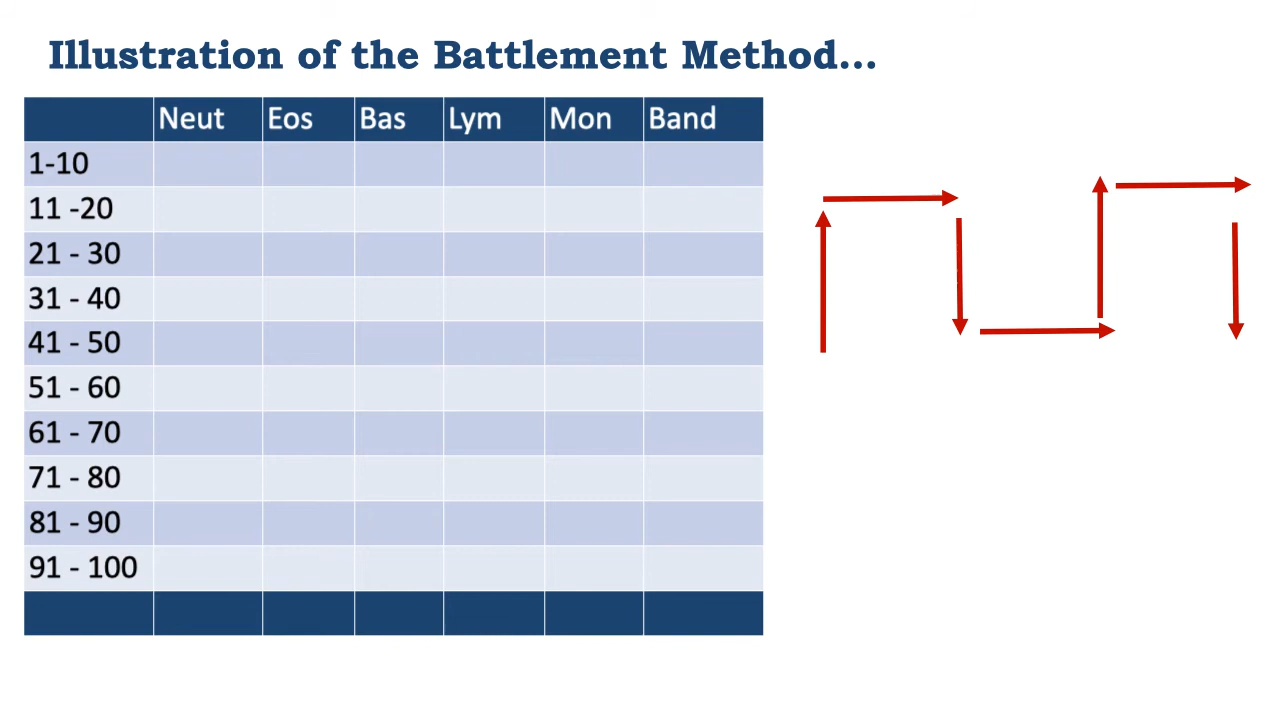 Illustration of the Battlement Method...
Neut Eos Bas Lym Mon Band
1-10
11 -20
21 - 30
31 - 40
41 - 50
51 - 60
61 - 70
71 - 80
81 - 90
91 - 100